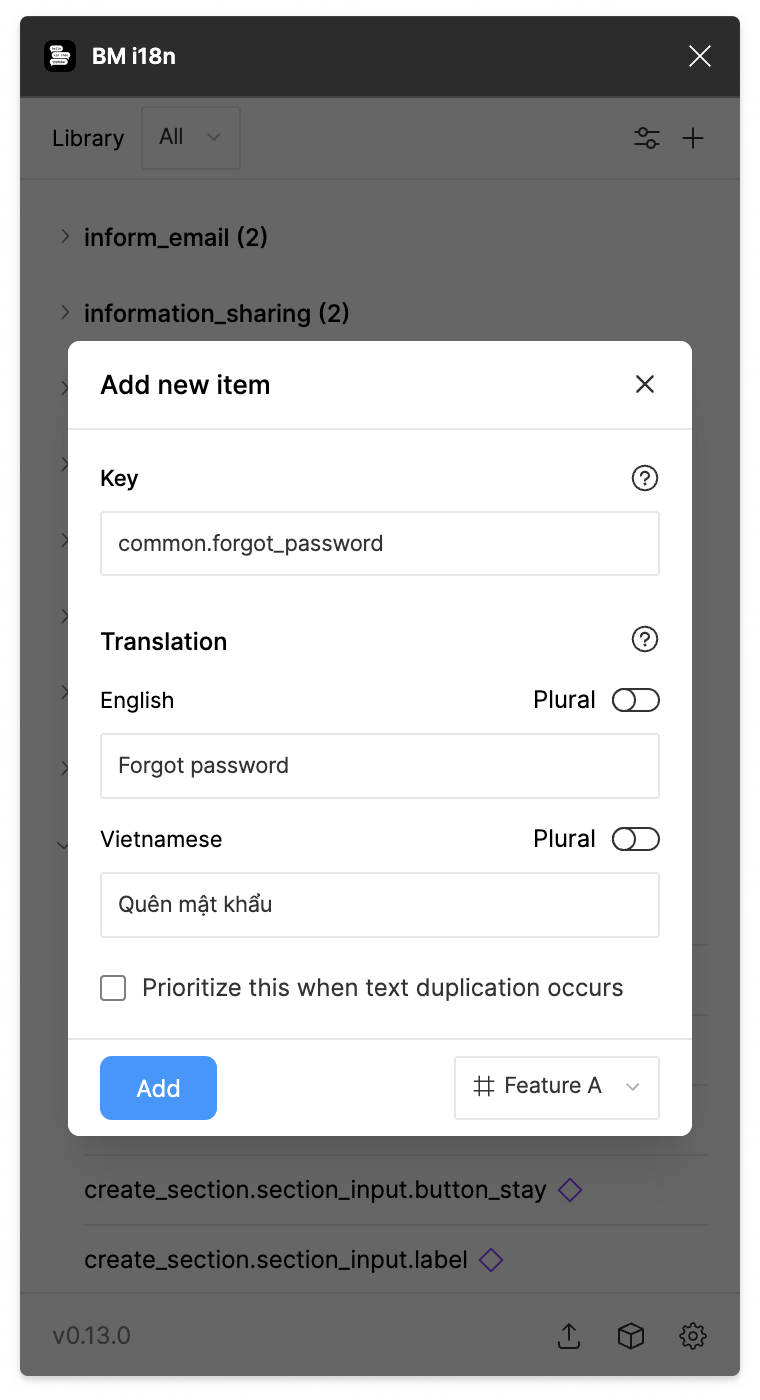 BM i18n
Library All
inform_email (2)
information_sharing (2)
Add new item
Key
common.forgot_password
Translation
English Plural
Forgot password
Vietnamese Plural
Quên mật khẩu
Prioritize this when text duplication occurs
Add Feature A
create_section.section_input.button_stay
create_section.section_input.label
v0.13.0